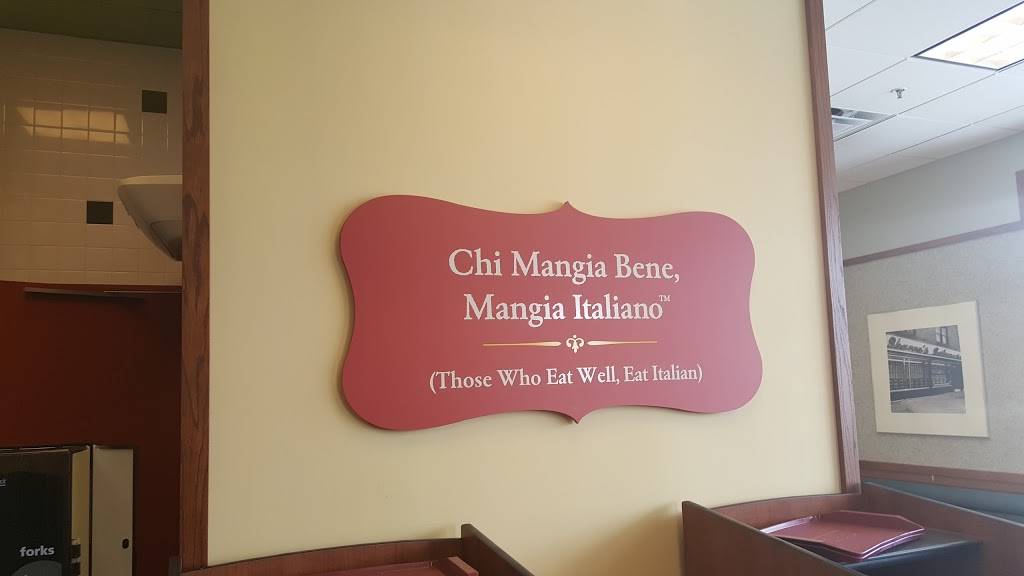 Chi Mangia Bene,
Mangia Italiano™
(Those Who Eat Well, Eat Italian)
forks